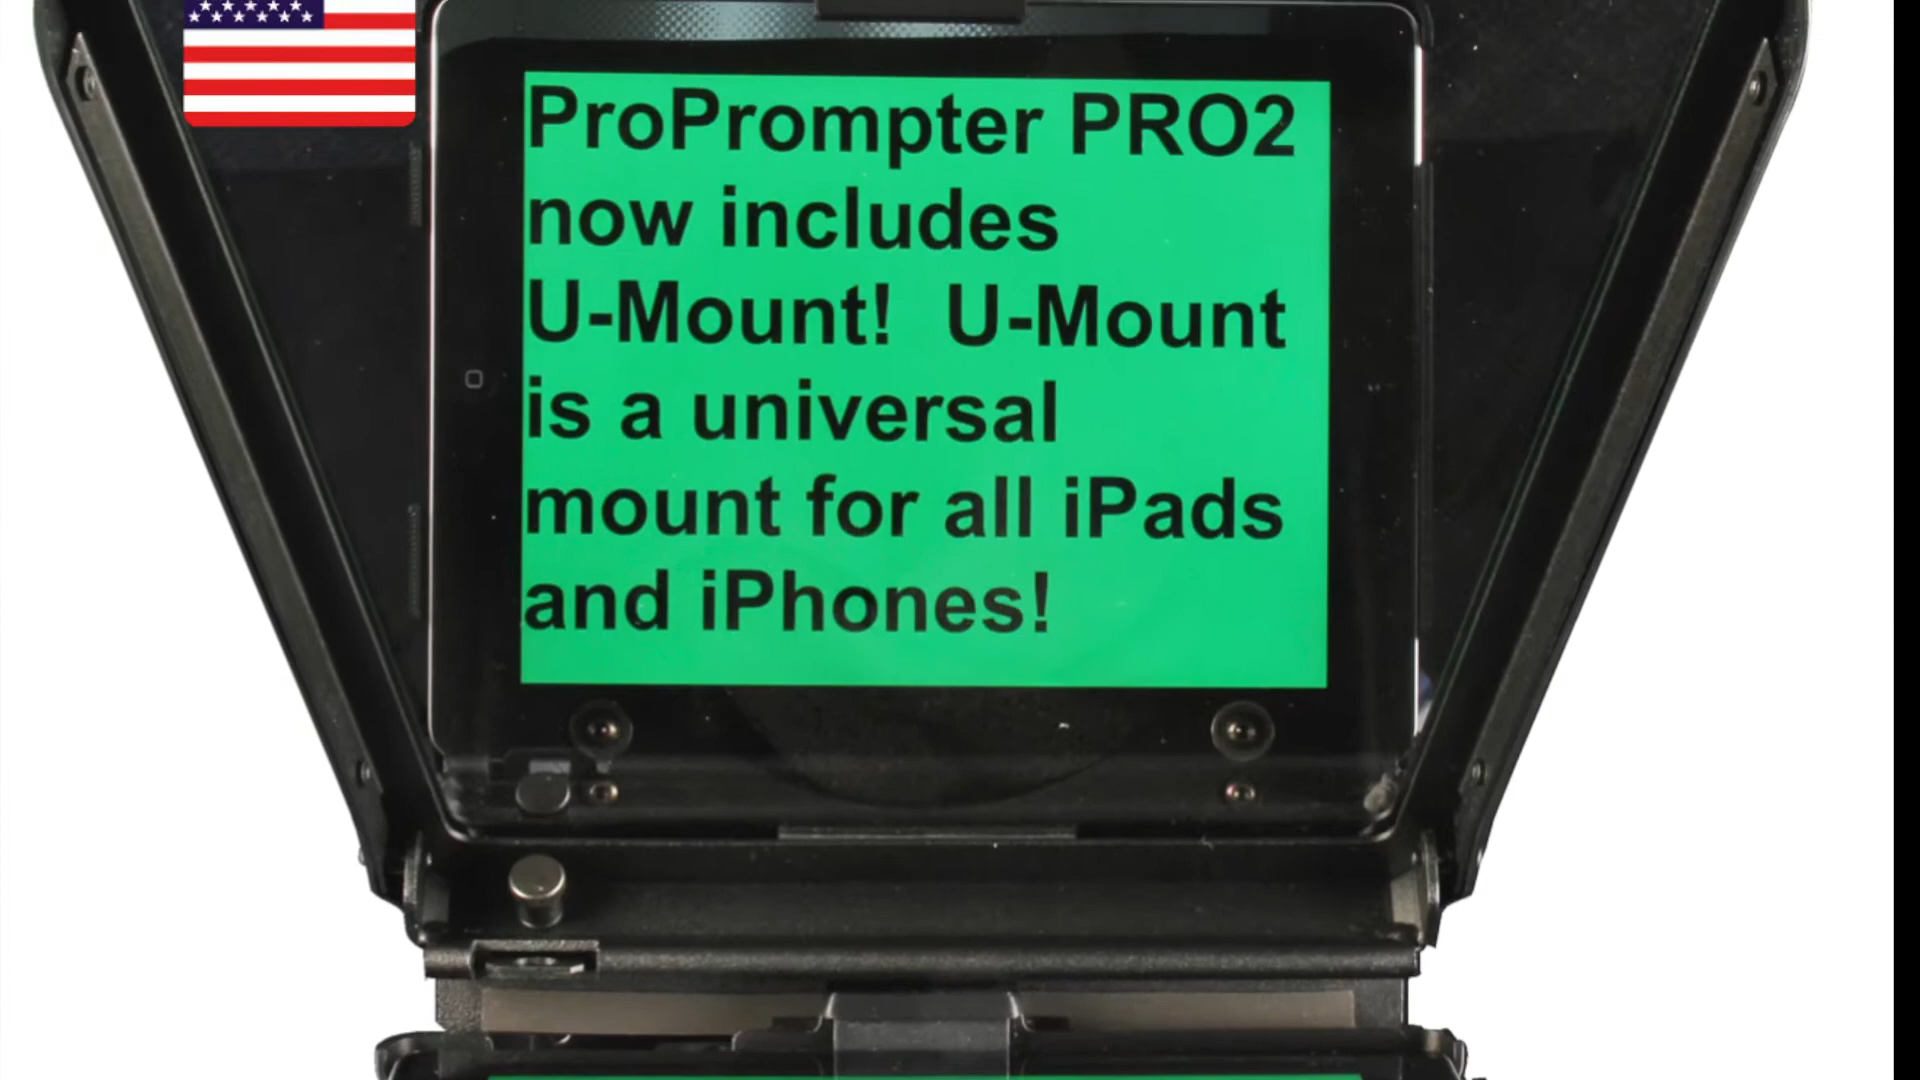 ProPrompter PRO2
now includes
U-Mount!  U-Mount
is a universal
mount for all iPads
and iPhones!